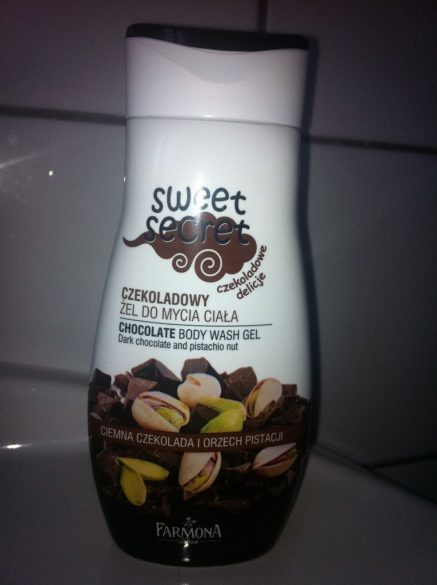 sweet
secret
czekoladowe
delicje
CZEKOLADOWY
ŻEL DO MYCIA CIAŁA
CHOCOLATE BODY WASH GEL
Dark chocolate and pistachio nut
CIEMNA CZEKOLADA I ORZECH PISTACJI
FARMONA